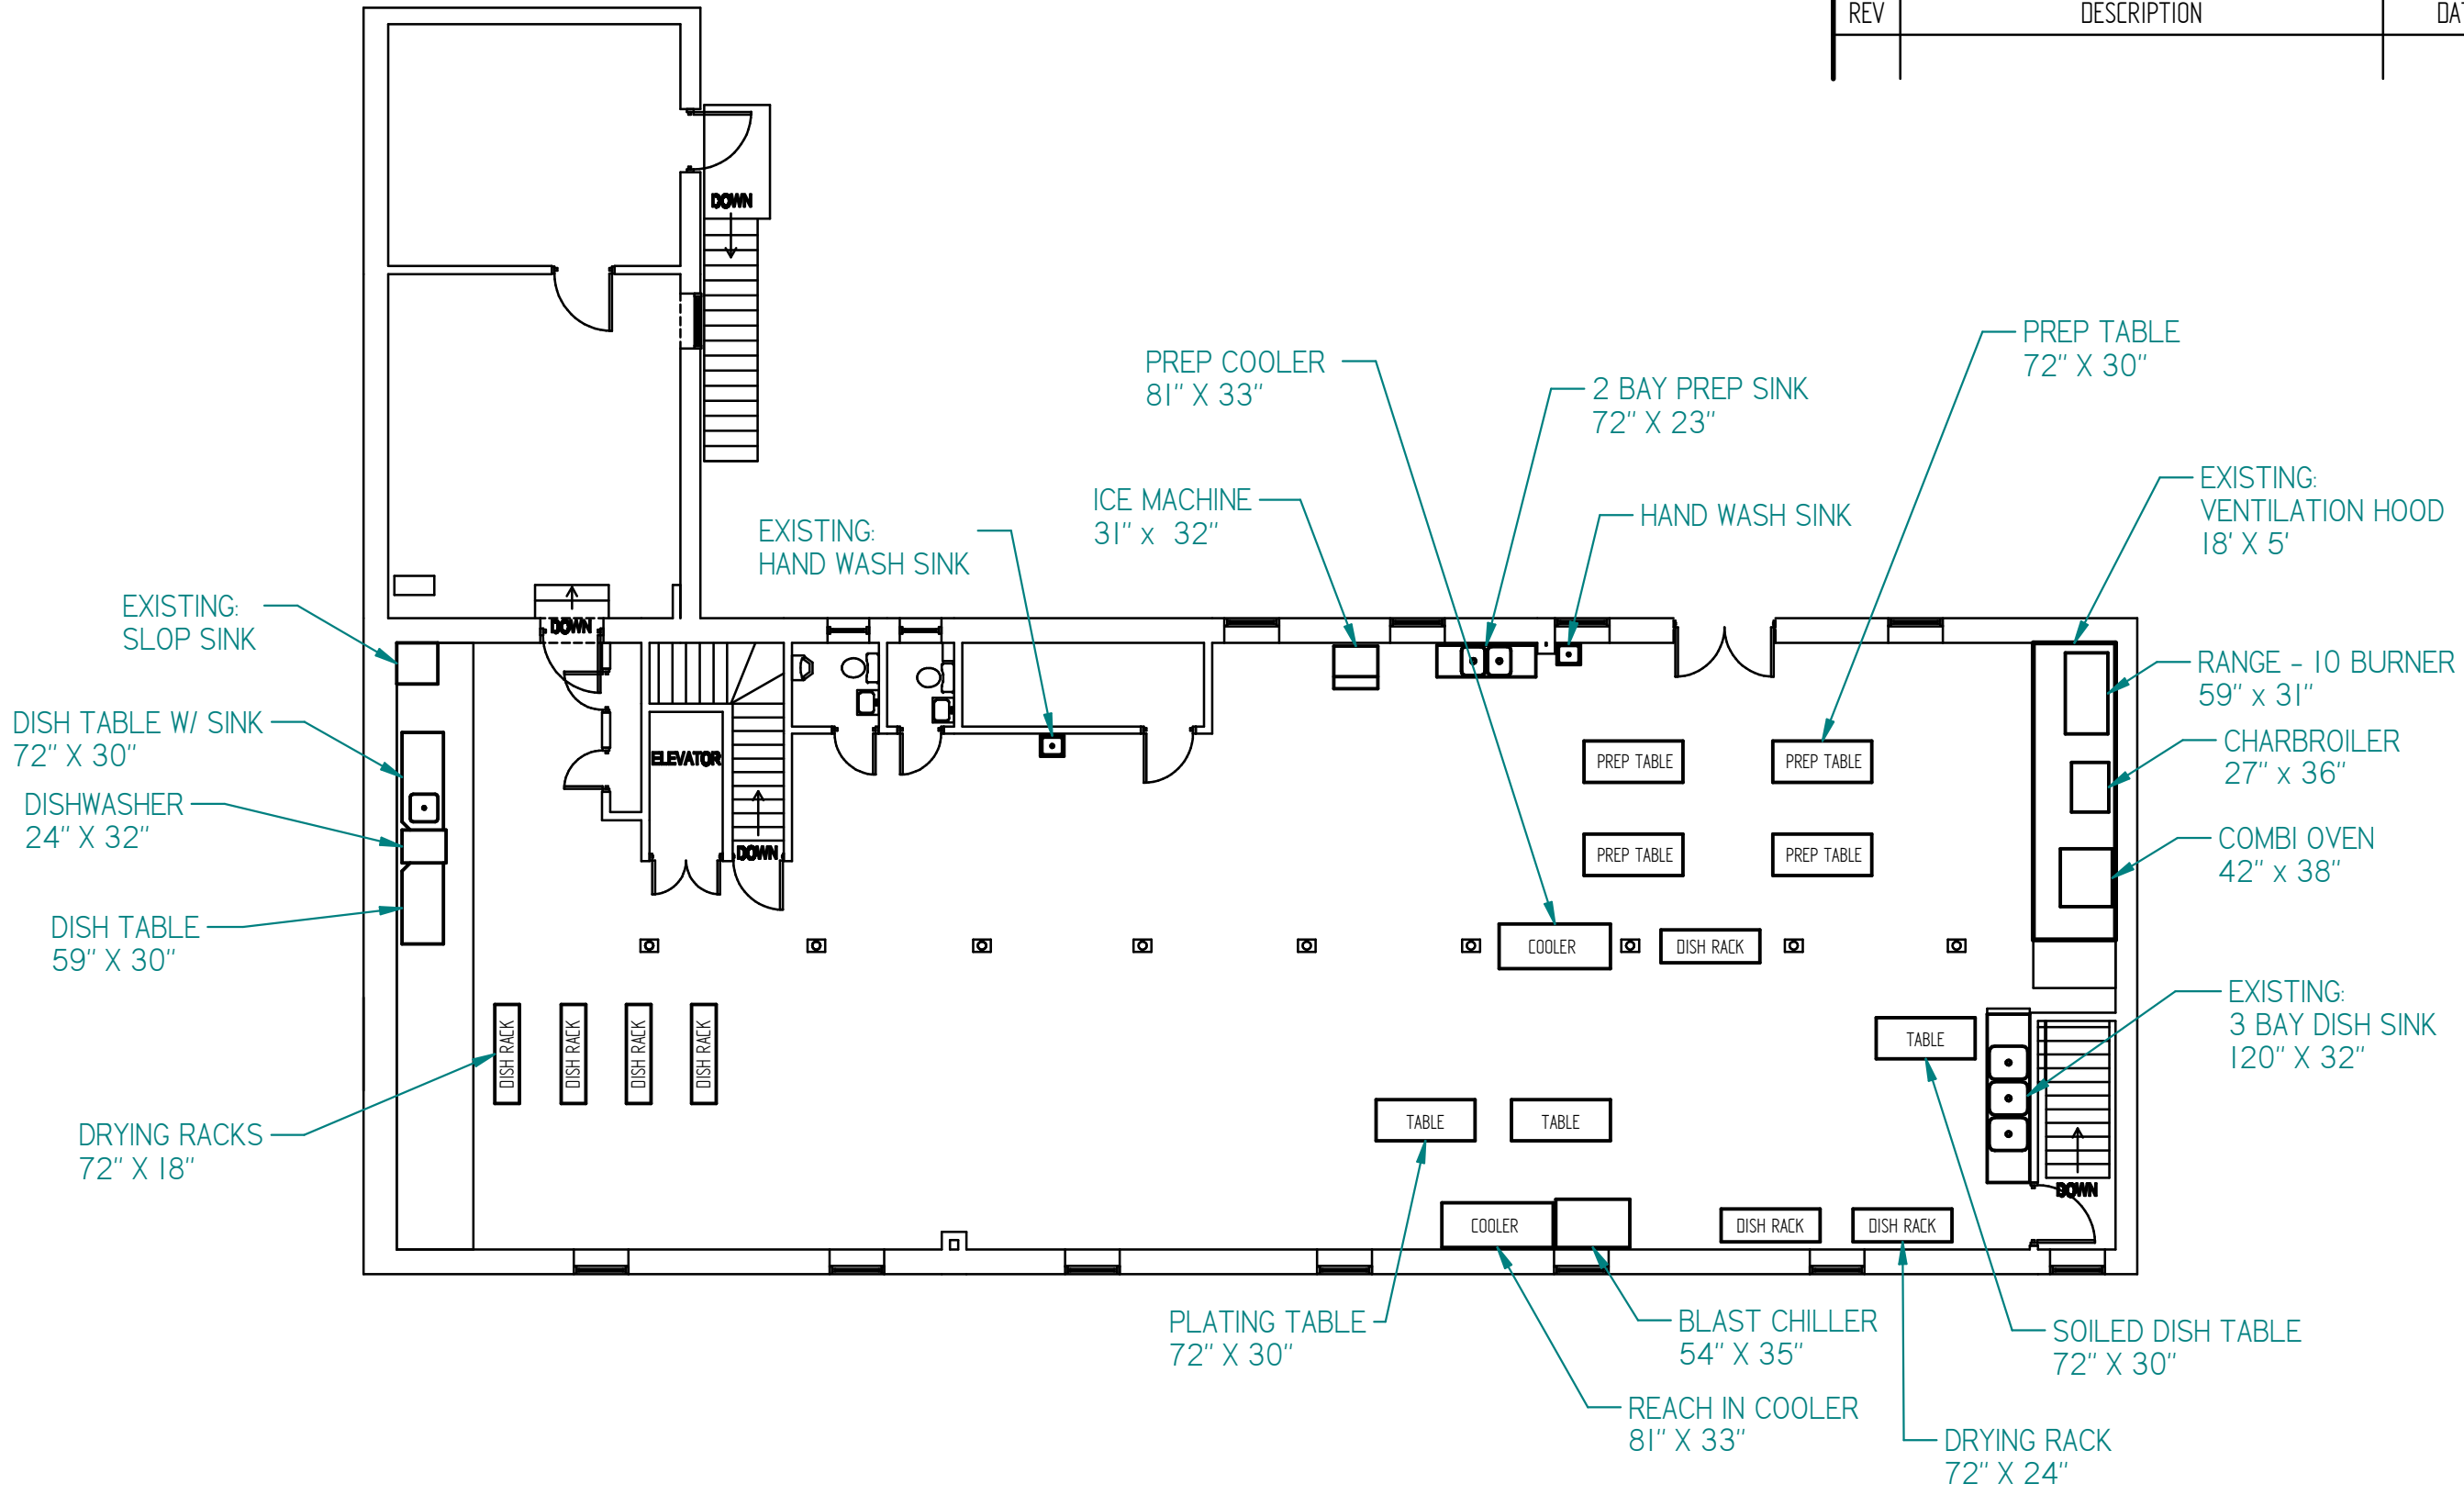 REV DESCRIPTION
DOWN
PREP TABLE
72" X 30"
PREP COOLER
81" X 33"
2 BAY PREP SINK
72" X 23"
EXISTING:
VENTILATION HOOD
18' X 5'
ICE MACHINE
31" x 32"
HAND WASH SINK
EXISTING:
HAND WASH SINK
EXISTING:
SLOP SINK
DOWN
RANGE - 10 BURNER
59" x 31"
DISH TABLE W/ SINK
72" X 30"
CHARBROILER
27" x 36"
ELEVATOR
PREP TABLE
PREP TABLE
DISHWASHER
24" X 32"
COMBI OVEN
42" x 38"
DOWN
PREP TABLE
PREP TABLE
DISH TABLE
59" X 30"
COOLER
DISH RACK
EXISTING:
3 BAY DISH SINK
120" X 32"
DISH RACK
DISH RACK
DISH RACK
DISH RACK
TABLE
TABLE
TABLE
DRYING RACKS
72" X 18"
DOWN
COOLER
DISH RACK
DISH RACK
PLATING TABLE
72" X 30"
BLAST CHILLER
54" X 35"
SOILED DISH TABLE
72" X 30"
REACH IN COOLER
81" X 33"
DRYING RACK
72" X 24"